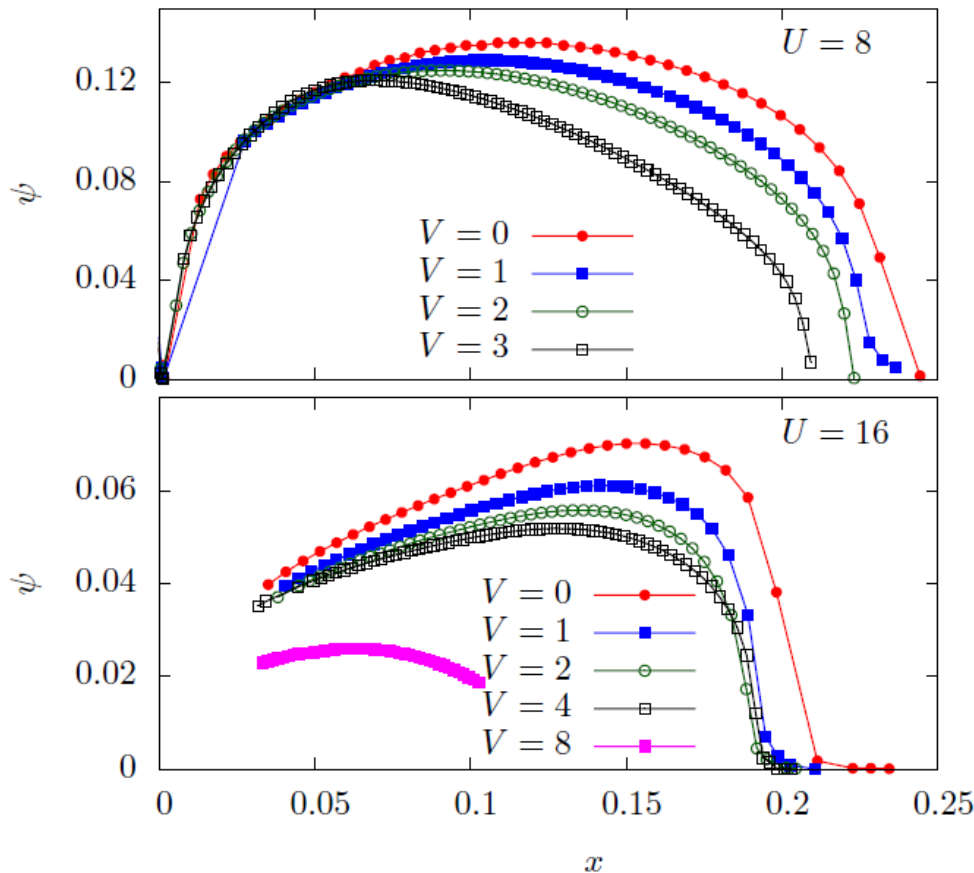 U = 8
0.12
0.08
0.04
0
ψ
V = 0
V = 1
V = 2
V = 3
U = 16
0.06
0.04
0.02
0
ψ
V = 0
V = 1
V = 2
V = 4
V = 8
0 0.05 0.1 0.15 0.2 0.25
x